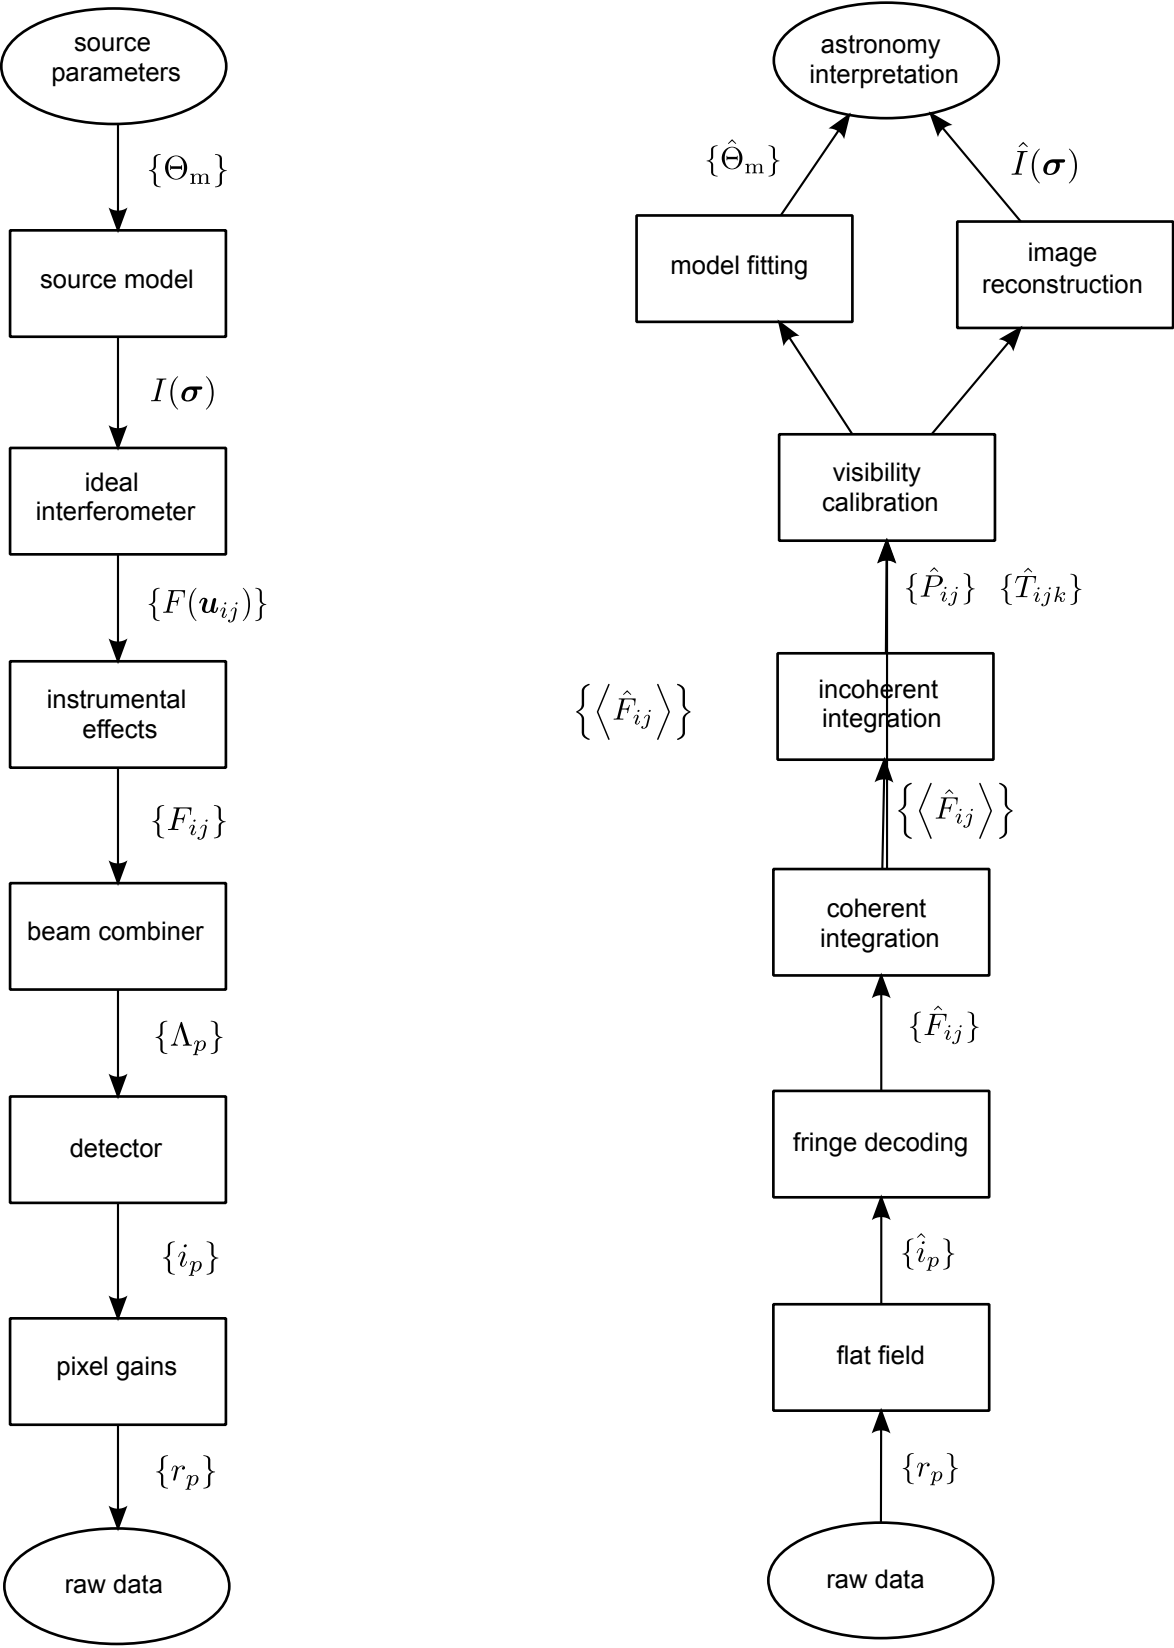 source
parameters
{Θ_m}
source model
I(σ)
ideal
interferometer
{F(u_ij)}
instrumental
effects
{F_ij}
beam combiner
{Λ_p}
detector
{i_p}
pixel gains
{r_p}
raw data
astronomy
interpretation
{Θ̂_m}
Î(σ)
model fitting
image
reconstruction
visibility
calibration
{P̂_ij} {T̂_ijk}
incoherent
integration
{⟨F̂_ij⟩}
{⟨F̂_ij⟩}
coherent
integration
{F̂_ij}
fringe decoding
{î_p}
flat field
{r_p}
raw data